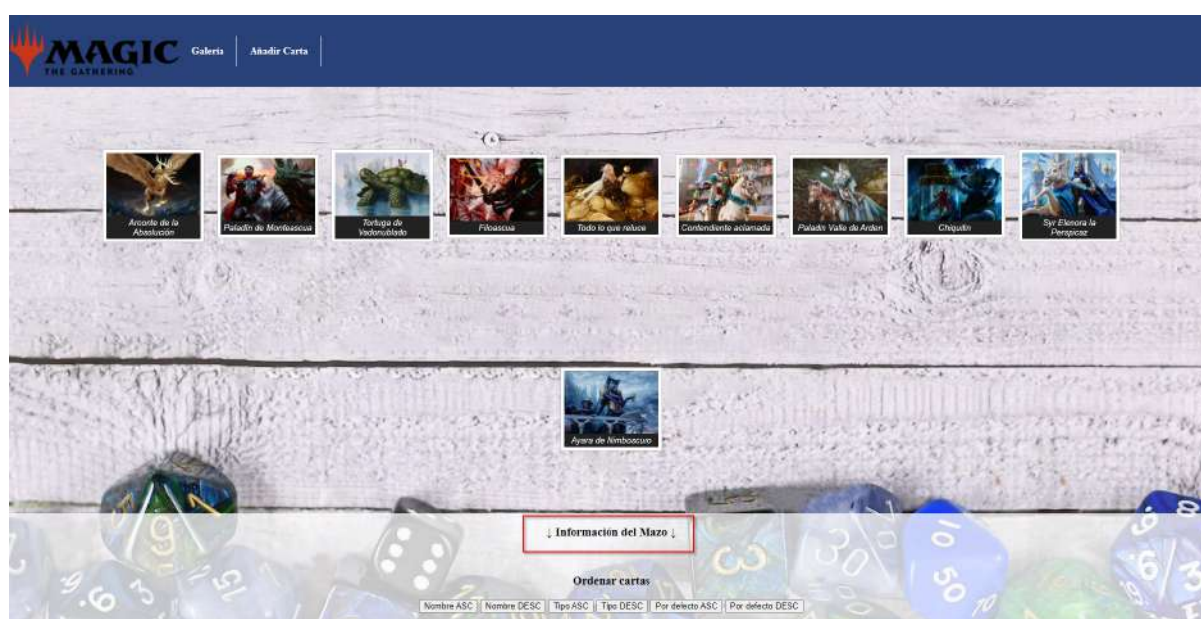 MAGIC
THE GATHERING
Galería
Añadir Carta
Arconte de la
Absolución
Paladín de Monteascua
Tortuga de
Vadonublado
Filoascua
Todo lo que reluce
Contendiente aclamada
Paladín Valle de Arden
Chiquitín
Syr Elenora la
Perspicaz
Ayara de Nimboscuro
↓ Información del Mazo ↓
Ordenar cartas
Nombre ASC
Nombre DESC
Tipo ASC
Tipo DESC
Por defecto ASC
Por defecto DESC